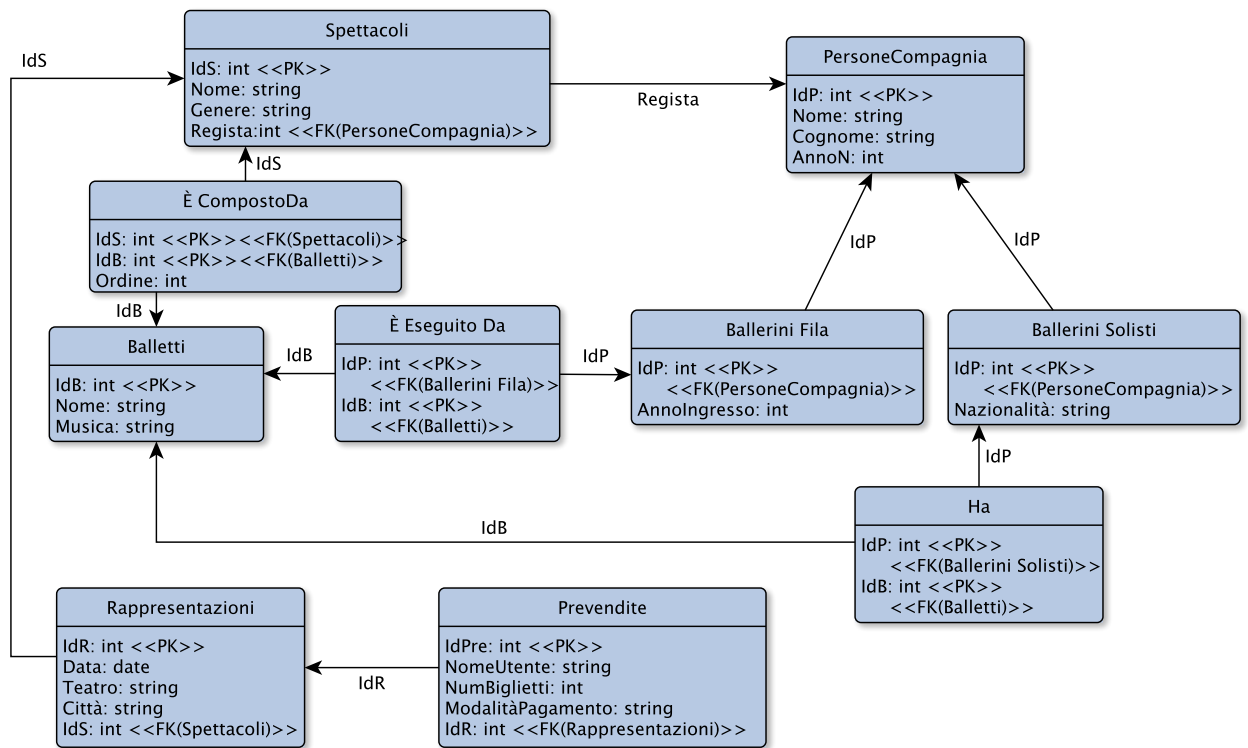 Spettacoli
IdS: int <<PK>>
Nome: string
Genere: string
Regista:int <<FK(PersoneCompagnia)>>
IdS
Regista
PersoneCompagnia
IdP: int <<PK>>
Nome: string
Cognome: string
AnnoN: int
IdS
È CompostoDa
IdS: int <<PK>><<FK(Spettacoli)>>
IdB: int <<PK>><<FK(Balletti)>>
Ordine: int
IdB
IdP
IdP
Balletti
IdB: int <<PK>>
Nome: string
Musica: string
IdB
È Eseguito Da
IdP: int <<PK>>
<<FK(Ballerini Fila)>>
IdB: int <<PK>>
<<FK(Balletti)>>
IdP
Ballerini Fila
IdP: int <<PK>>
<<FK(PersoneCompagnia)>>
AnnoIngresso: int
Ballerini Solisti
IdP: int <<PK>>
<<FK(PersoneCompagnia)>>
Nazionalità: string
IdP
IdB
Ha
IdP: int <<PK>>
<<FK(Ballerini Solisti)>>
IdB: int <<PK>>
<<FK(Balletti)>>
Rappresentazioni
IdR: int <<PK>>
Data: date
Teatro: string
Città: string
IdS: int <<FK(Spettacoli)>>
IdR
Prevendite
IdPre: int <<PK>>
NomeUtente: string
NumBiglietti: int
ModalitàPagamento: string
IdR: int <<FK(Rappresentazioni)>>